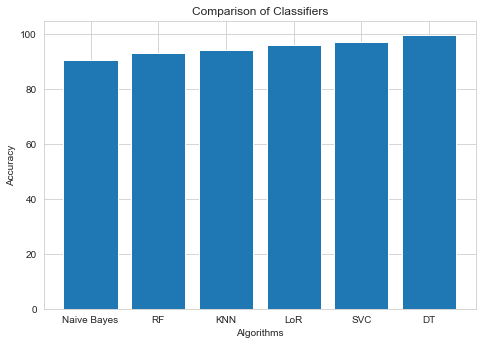 Comparison of Classifiers
100
80
60
40
20
0
Accuracy
Naive Bayes RF KNN LoR SVC DT
Algorithms